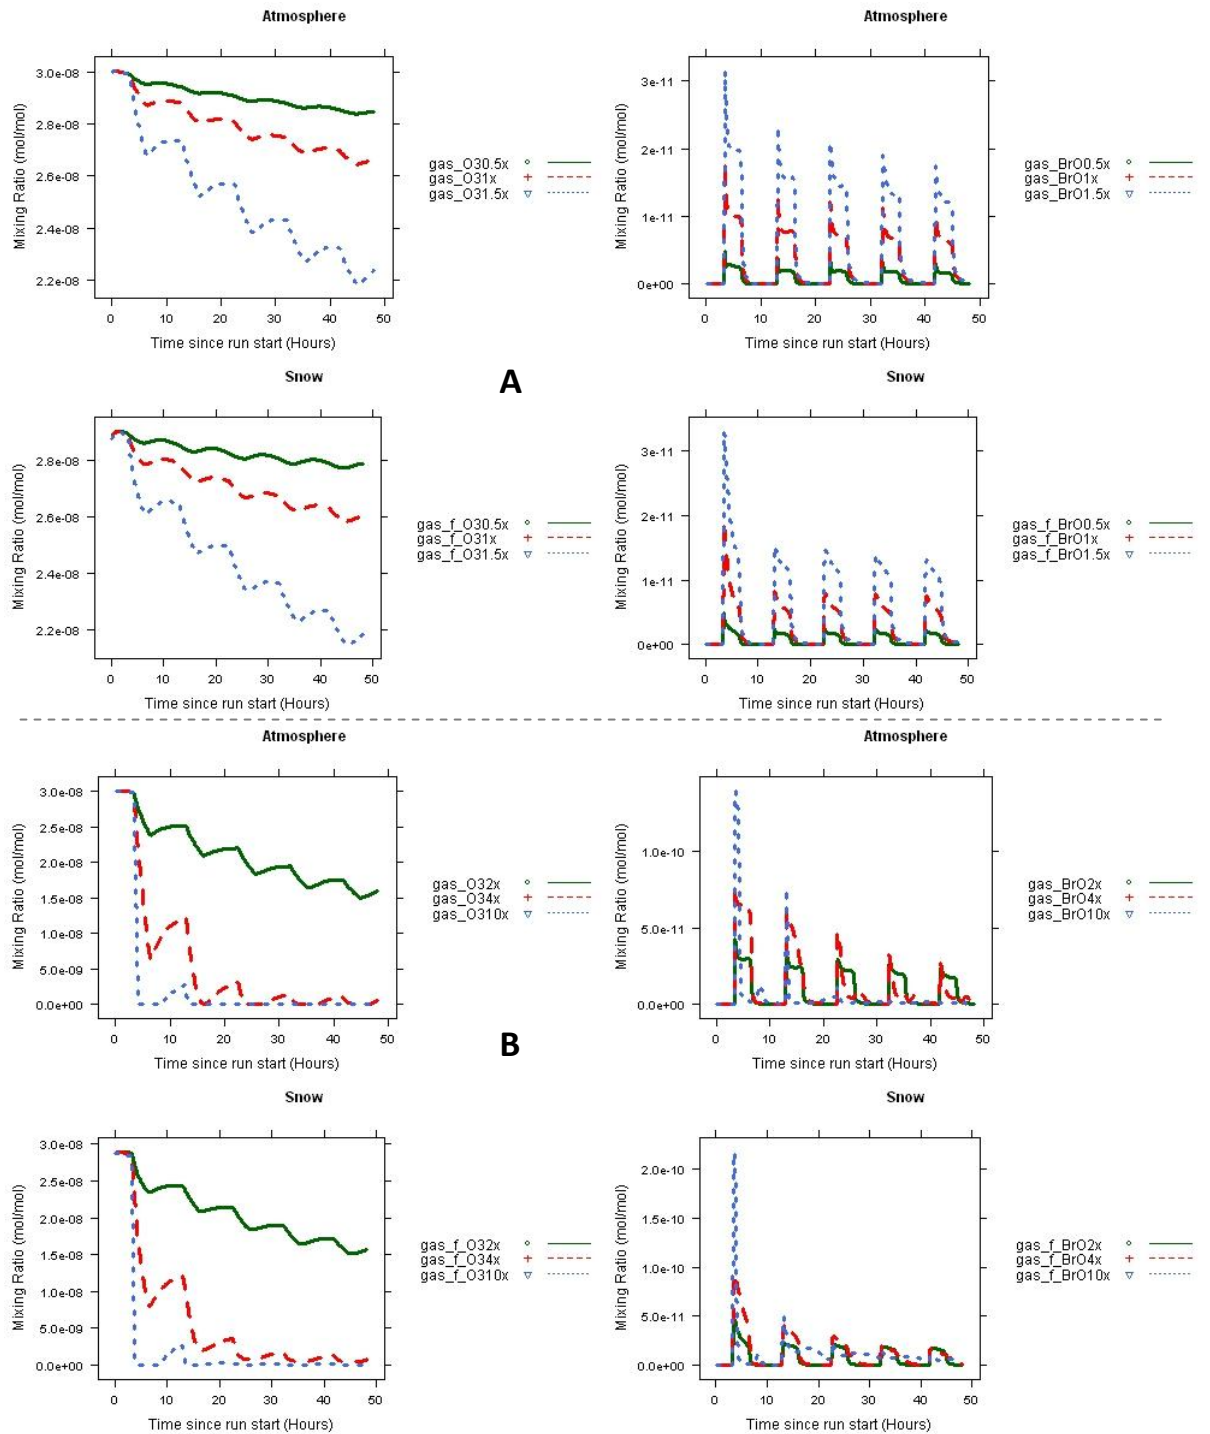 Atmosphere
Mixing Ratio (mol/mol)
3.0e-08
2.8e-08
2.6e-08
2.4e-08
2.2e-08
0 10 20 30 40 50
Time since run start (Hours)
gas_O30.5x
gas_O31x
gas_O31.5x
Atmosphere
Mixing Ratio (mol/mol)
3e-11
2e-11
1e-11
0e+00
0 10 20 30 40 50
Time since run start (Hours)
gas_BrO0.5x
gas_BrO1x
gas_BrO1.5x
A
Snow
Mixing Ratio (mol/mol)
2.8e-08
2.6e-08
2.4e-08
2.2e-08
0 10 20 30 40 50
Time since run start (Hours)
gas_f_O30.5x
gas_f_O31x
gas_f_O31.5x
Snow
Mixing Ratio (mol/mol)
3e-11
2e-11
1e-11
0e+00
0 10 20 30 40 50
Time since run start (Hours)
gas_f_BrO0.5x
gas_f_BrO1x
gas_f_BrO1.5x
Atmosphere
Mixing Ratio (mol/mol)
3.0e-08
2.5e-08
2.0e-08
1.5e-08
1.0e-08
5.0e-09
0.0e+00
0 10 20 30 40 50
Time since run start (Hours)
gas_O32x
gas_O34x
gas_O310x
Atmosphere
Mixing Ratio (mol/mol)
1.0e-10
5.0e-11
0.0e+00
0 10 20 30 40 50
Time since run start (Hours)
gas_BrO2x
gas_BrO4x
gas_BrO10x
B
Snow
Mixing Ratio (mol/mol)
3.0e-08
2.5e-08
2.0e-08
1.5e-08
1.0e-08
5.0e-09
0.0e+00
0 10 20 30 40 50
Time since run start (Hours)
gas_f_O32x
gas_f_O34x
gas_f_O310x
Snow
Mixing Ratio (mol/mol)
2.0e-10
1.5e-10
1.0e-10
5.0e-11
0.0e+00
0 10 20 30 40 50
Time since run start (Hours)
gas_f_BrO2x
gas_f_BrO4x
gas_f_BrO10x